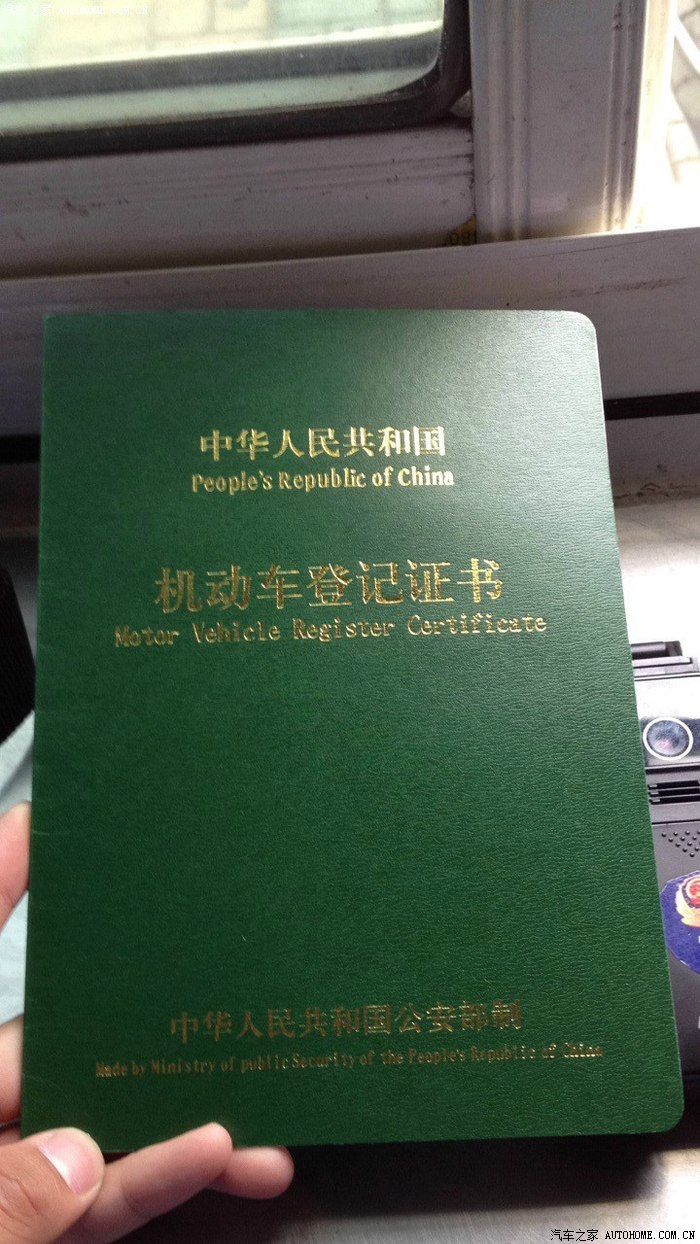 中华人民共和国
People's Republic of China
机动车登记证书
Motor Vehicle Register Certificate
中华人民共和国公安部制
Made by Ministry of public Security of the People's Republic of China
汽车之家 AUTOHOME.COM.CN